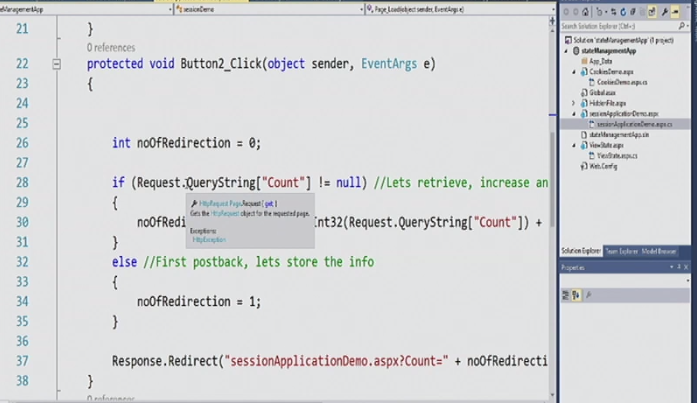 StateManagementApp
sessionDemo
Page_Load(object sender, EventArgs e)
21 }
0 references
22 protected void Button2_Click(object sender, EventArgs e)
23 {
24
25
26 int noOfRedirection = 0;
27
28 if (Request.QueryString["Count"] != null) //Lets retrieve, increase an
29 {
30 noOfRedi nt32(Request.QueryString["Count"]) +
31 }
32 else //First postback, lets store the info
33 {
34 noOfRedirection = 1;
35 }
36
37 Response.Redirect("sessionApplicationDemo.aspx?Count=" + noOfRedirecti
38 }
0 references
HttpRequest Page.Request { get; }
Gets the HttpRequest object for the requested page.
Exceptions:
HttpException
Search Solution Explorer (Ctrl+;)
Solution 'stateManagementApp' (1 project)
stateManagementApp
App_Data
CookiesDemo.aspx
CookiesDemo.aspx.cs
Global.asax
HiddenFile.aspx
sessionApplicationDemo.aspx
sessionApplicationDemo.aspx.cs
stateManagementApp.sln
ViewState.aspx
ViewState.aspx.cs
Web.Config
Solution Explorer Team Explorer Model Browser
Properties